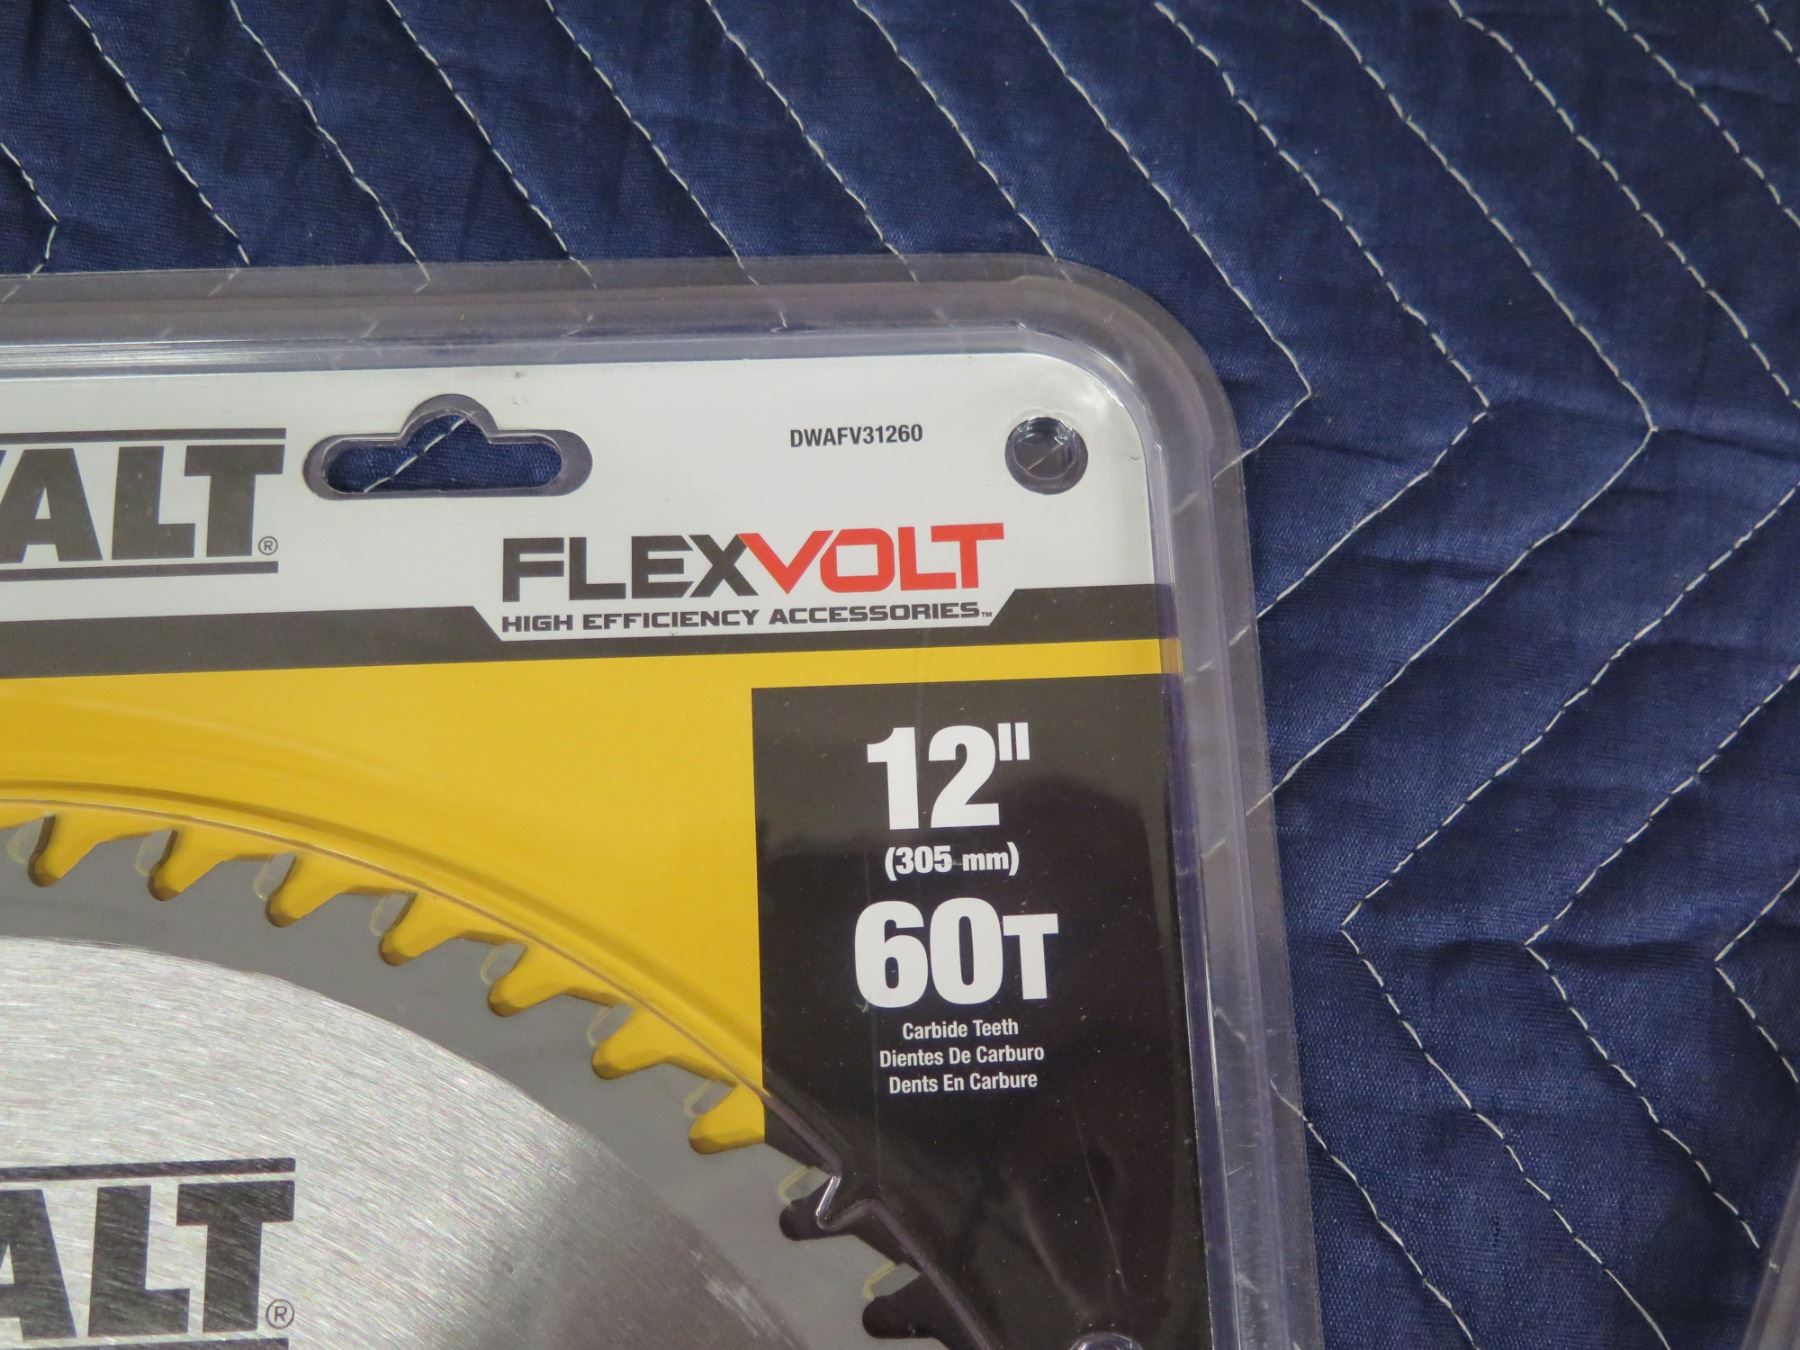 DWAFV31260
ALT®
FLEXVOLT
HIGH EFFICIENCY ACCESSORIES™
12"
(305 mm)
60T
Carbide Teeth
Dientes De Carburo
Dents En Carbure
ALT®